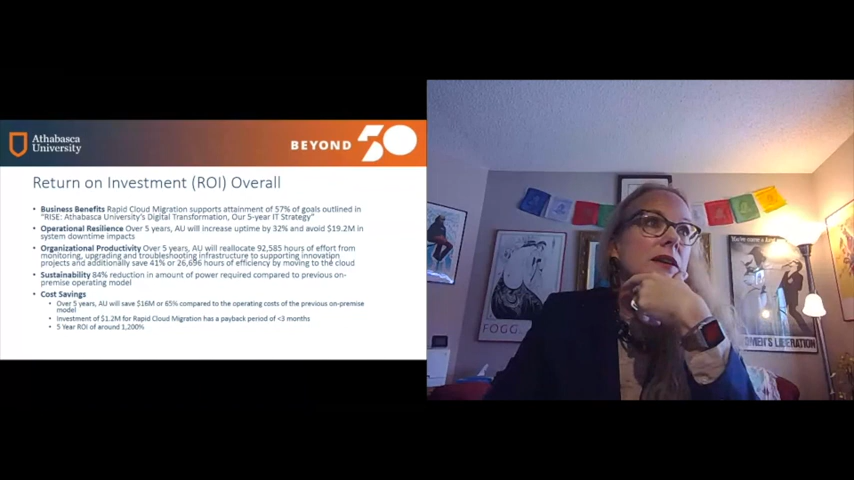 Athabasca
University
BEYOND 50
Return on Investment (ROI) Overall
• Business Benefits Rapid Cloud Migration supports attainment of 57% of goals outlined in
"RISE: Athabasca University's Digital Transformation, Our 5-year IT Strategy"
• Operational Resilience Over 5 years, AU will increase uptime by 32% and avoid $19.2M in
system downtime impacts
• Organizational Productivity Over 5 years, AU will reallocate 92,585 hours of effort from
monitoring, upgrading and troubleshooting infrastructure to supporting innovation
projects and additionally save 41% or 26,696 hours of efficiency by moving to the cloud
• Sustainability 84% reduction in amount of power required compared to previous on-
premise operating model
• Cost Savings
• Over 5 years, AU will save $16M or 65% compared to the operating costs of the previous on-premise
model
• Investment of $1.2M for Rapid Cloud Migration has a payback period of <3 months
• 5 Year ROI of around 1,200%
FOGG
You've
come a
long way
MEN'S LIBERATION